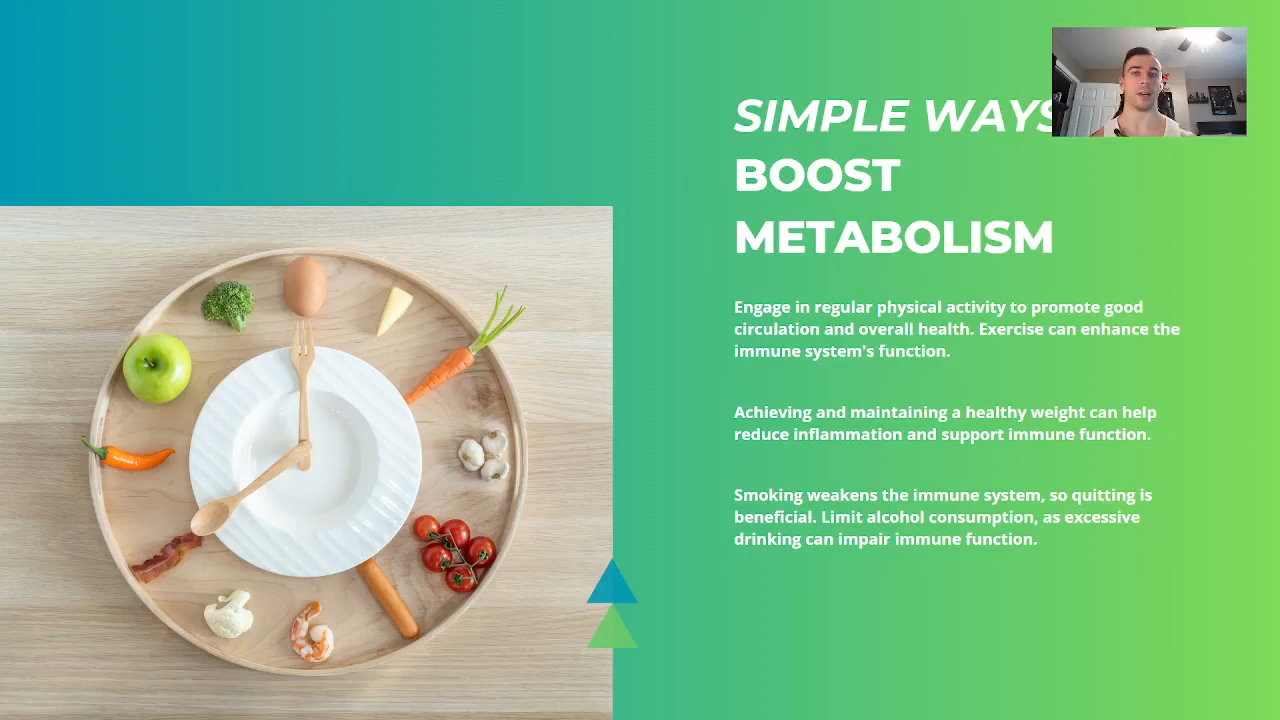 SIMPLE WAYS
BOOST
METABOLISM
Engage in regular physical activity to promote good
circulation and overall health. Exercise can enhance the
immune system's function.
Achieving and maintaining a healthy weight can help
reduce inflammation and support immune function.
Smoking weakens the immune system, so quitting is
beneficial. Limit alcohol consumption, as excessive
drinking can impair immune function.